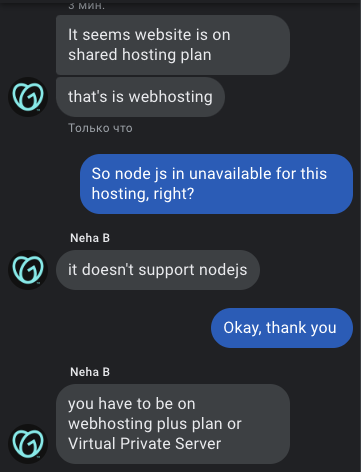 3 мин.
It seems website is on
shared hosting plan
that's is webhosting
Только что
So node js in unavailable for this
hosting, right?
Neha B
it doesn't support nodejs
Okay, thank you
Neha B
you have to be on
webhosting plus plan or
Virtual Private Server